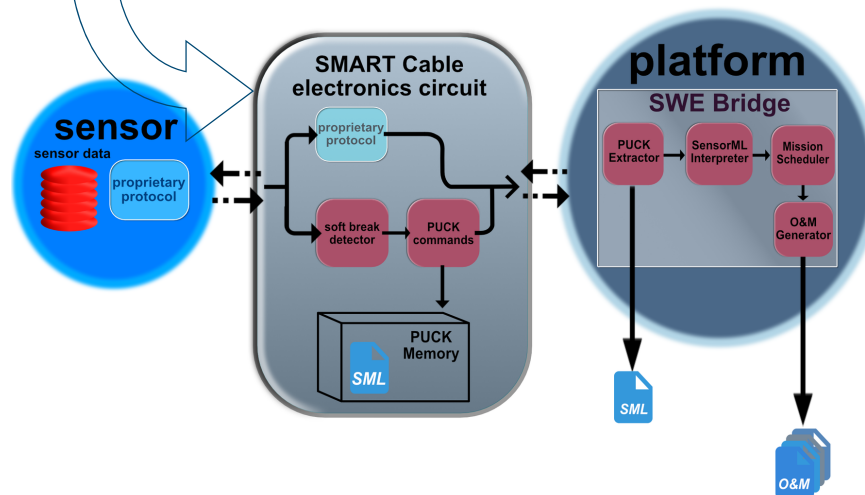 sensor
sensor data
proprietary
protocol
SMART Cable
electronics circuit
proprietary
protocol
soft break
detector
PUCK
commands
PUCK
Memory
SML
platform
SWE Bridge
PUCK
Extractor
SensorML
Interpreter
Mission
Scheduler
O&M
Generator
SML
O&M